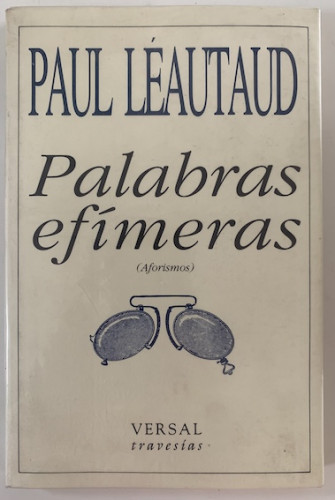 PAUL LÉAUTAUD
Palabras
efímeras
(Aforismos)
VERSAL
travesías